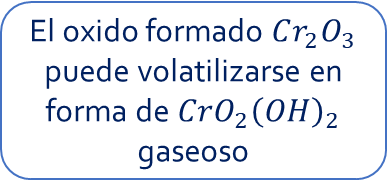 El oxido formado Cr₂O₃
puede volatilizarse en
forma de CrO₂(OH)₂
gaseoso